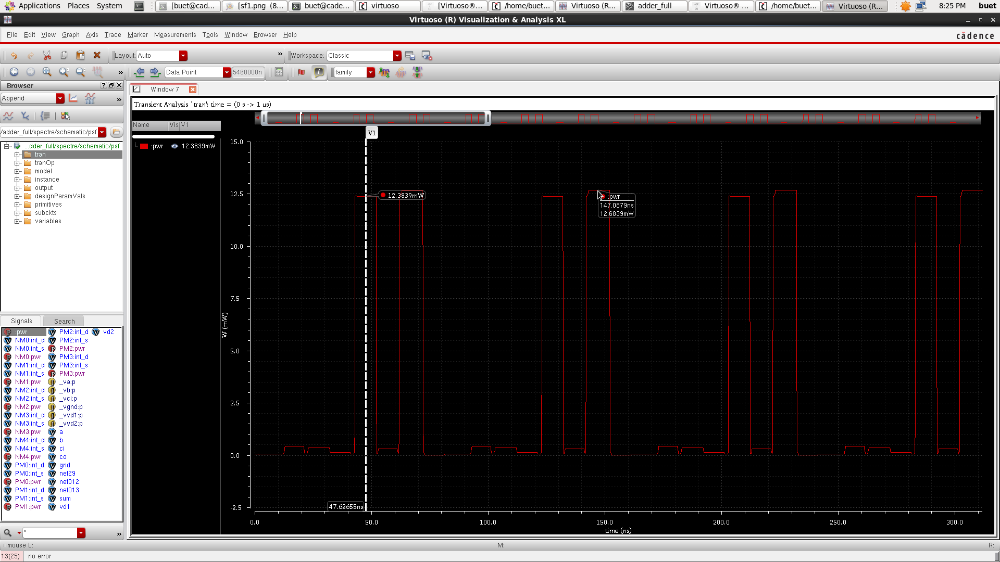 Applications Places System [buet@cad... [sf1.png (8... buet@cade... virtuoso [Virtuoso®... /home/buet... Virtuoso (R... adder_full Virtuoso® ... /home/buet... Virtuoso (R... 8:25 PM buet
Virtuoso (R) Visualization & Analysis XL
File Edit View Graph Axis Trace Marker Measurements Tools Window Browser Help cādence
Layout: Auto » Workspace: Classic
» Data Point 5460000n family
Browser
Window 7
Append »
Transient Analysis `tran': time = (0 s -> 1 us)
Name Vis V1
/adder_full/spectre/schematic/psf
V1
...dder_full/spectre/schematic/psf
:pwr 12.3839mW
tran
tranOp
model
instance
output
designParamVals
primitives
subckts
variables
15.0
12.5
10.0
7.5
5.0
2.5
0.0
-2.5
W (mW)
12.3839mW
:pwr
147.0879ns
12.6839mW
47.62655ns
0.0 50.0 100.0 150.0 200.0 250.0 300.0
time (ns)
Signals Search
:pwr PM2:int_d vd2
NM0:int_d PM2:int_s
NM0:int_s PM2:pwr
NM0:pwr PM3:int_d
NM1:int_d PM3:int_s
NM1:int_s PM3:pwr
NM1:pwr _va:p
NM2:int_d _vb:p
NM2:int_s _vci:p
NM2:pwr _vgnd:p
NM3:int_d _vvd1:p
NM3:int_s _vvd2:p
NM3:pwr a
NM4:int_d b
NM4:int_s ci
NM4:pwr co
PM0:int_d gnd
PM0:int_s net29
PM0:pwr net012
PM1:int_d net013
PM1:int_s sum
PM1:pwr vd1
* »
mouse L: M: R:
13(25) no error